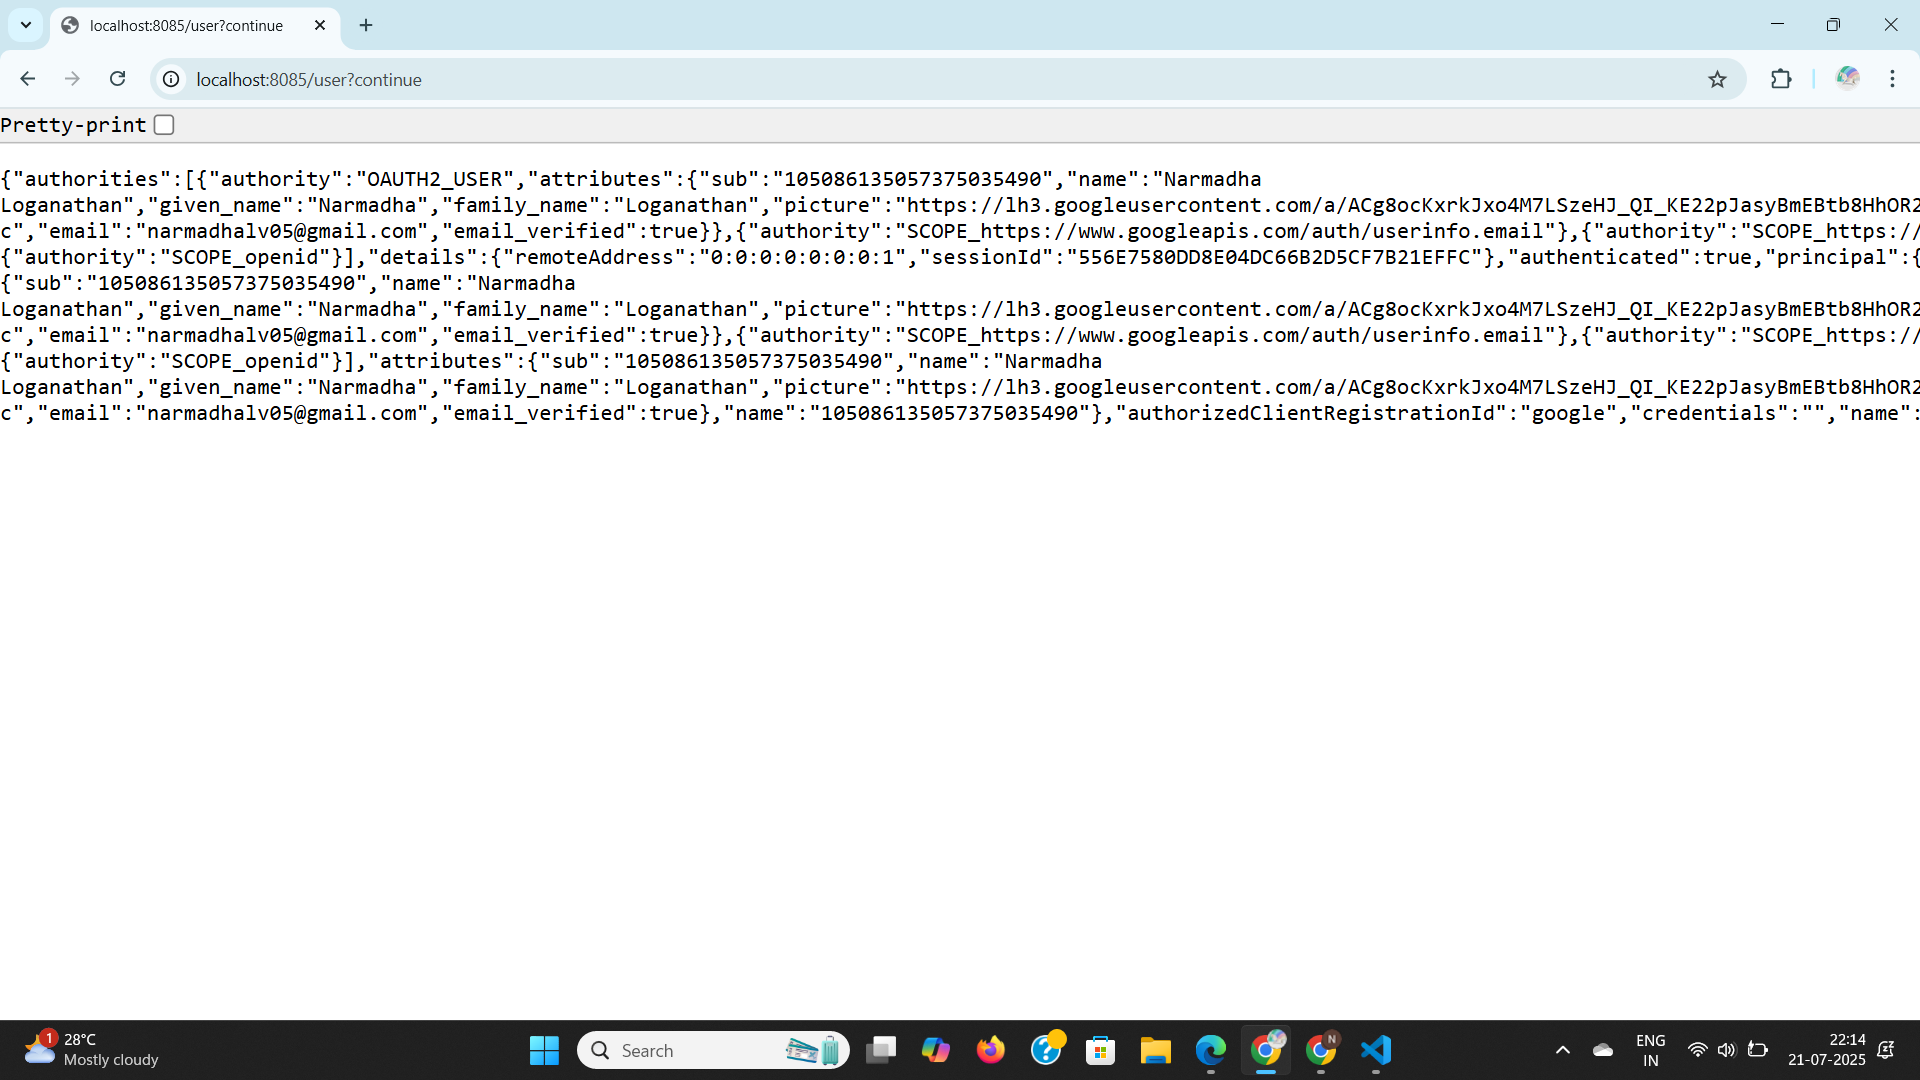 localhost:8085/user?continue
localhost:8085/user?continue
Pretty-print
{"authorities":[{"authority":"OAUTH2_USER","attributes":{"sub":"105086135057375035490","name":"Narmadha
Loganathan","given_name":"Narmadha","family_name":"Loganathan","picture":"https://lh3.googleusercontent.com/a/ACg8ocKxrkJxo4M7LSzeHJ_QI_KE22pJasyBmEBtb8HhOR2
c","email":"narmadhalv05@gmail.com","email_verified":true}},{"authority":"SCOPE_https://www.googleapis.com/auth/userinfo.email"},{"authority":"SCOPE_https://
{"authority":"SCOPE_openid"}],"details":{"remoteAddress":"0:0:0:0:0:0:0:1","sessionId":"556E7580DD8E04DC66B2D5CF7B21EFFC"},"authenticated":true,"principal":{
{"sub":"105086135057375035490","name":"Narmadha
Loganathan","given_name":"Narmadha","family_name":"Loganathan","picture":"https://lh3.googleusercontent.com/a/ACg8ocKxrkJxo4M7LSzeHJ_QI_KE22pJasyBmEBtb8HhOR2
c","email":"narmadhalv05@gmail.com","email_verified":true}},{"authority":"SCOPE_https://www.googleapis.com/auth/userinfo.email"},{"authority":"SCOPE_https://
{"authority":"SCOPE_openid"}],"attributes":{"sub":"105086135057375035490","name":"Narmadha
Loganathan","given_name":"Narmadha","family_name":"Loganathan","picture":"https://lh3.googleusercontent.com/a/ACg8ocKxrkJxo4M7LSzeHJ_QI_KE22pJasyBmEBtb8HhOR2
c","email":"narmadhalv05@gmail.com","email_verified":true},"name":"105086135057375035490"},"authorizedClientRegistrationId":"google","credentials":"","name":
1
28°C
Mostly cloudy
Search
N
ENG
IN
22:14
21-07-2025